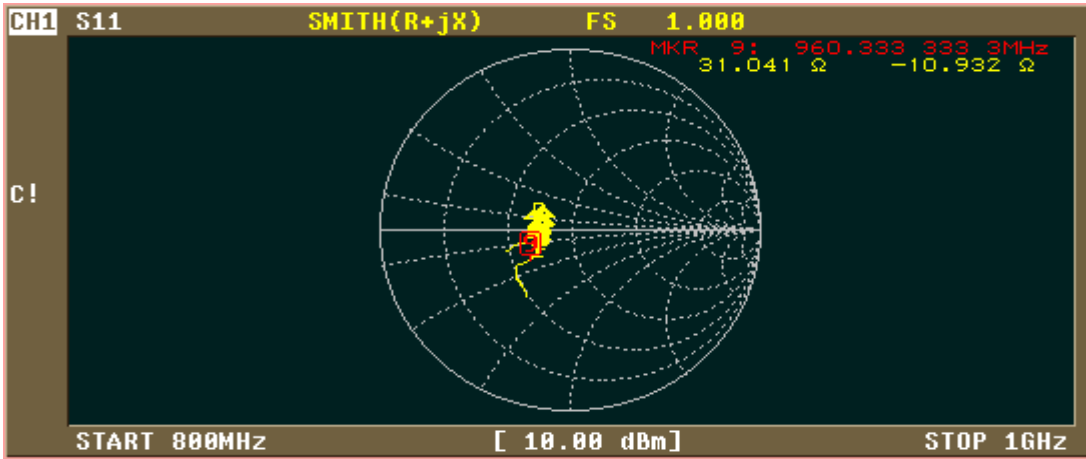 CH1 S11 SMITH(R+jX) FS 1.000
MKR 9: 960.333 333 3MHz
31.041 Ω -10.932 Ω
C!
9
START 800MHz [ 10.00 dBm] STOP 1GHz